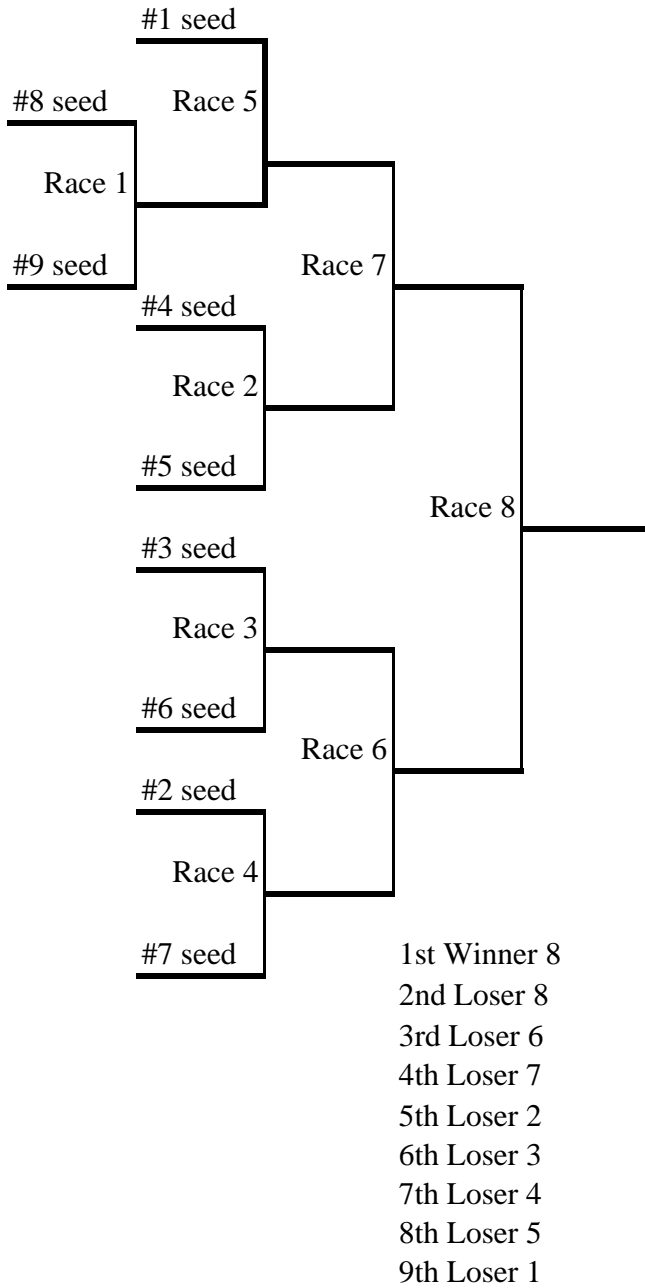 #1 seed
#8 seed
Race 5
Race 1
#9 seed
Race 7
#4 seed
Race 2
#5 seed
Race 8
#3 seed
Race 3
#6 seed
Race 6
#2 seed
Race 4
#7 seed
1st Winner 8
2nd Loser 8
3rd Loser 6
4th Loser 7
5th Loser 2
6th Loser 3
7th Loser 4
8th Loser 5
9th Loser 1